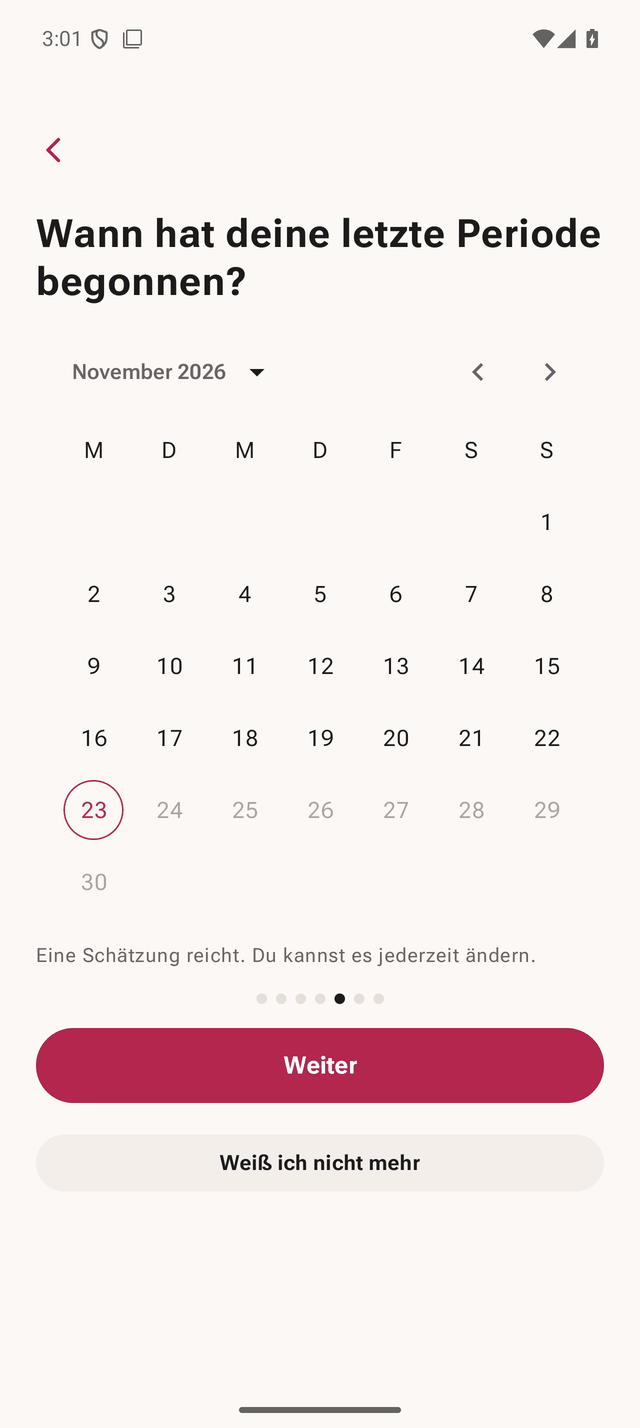 3:01
Wann hat deine letzte Periode
begonnen?
November 2026
M D M D F S S
1
2 3 4 5 6 7 8
9 10 11 12 13 14 15
16 17 18 19 20 21 22
23 24 25 26 27 28 29
30
Eine Schätzung reicht. Du kannst es jederzeit ändern.
Weiter
Weiß ich nicht mehr